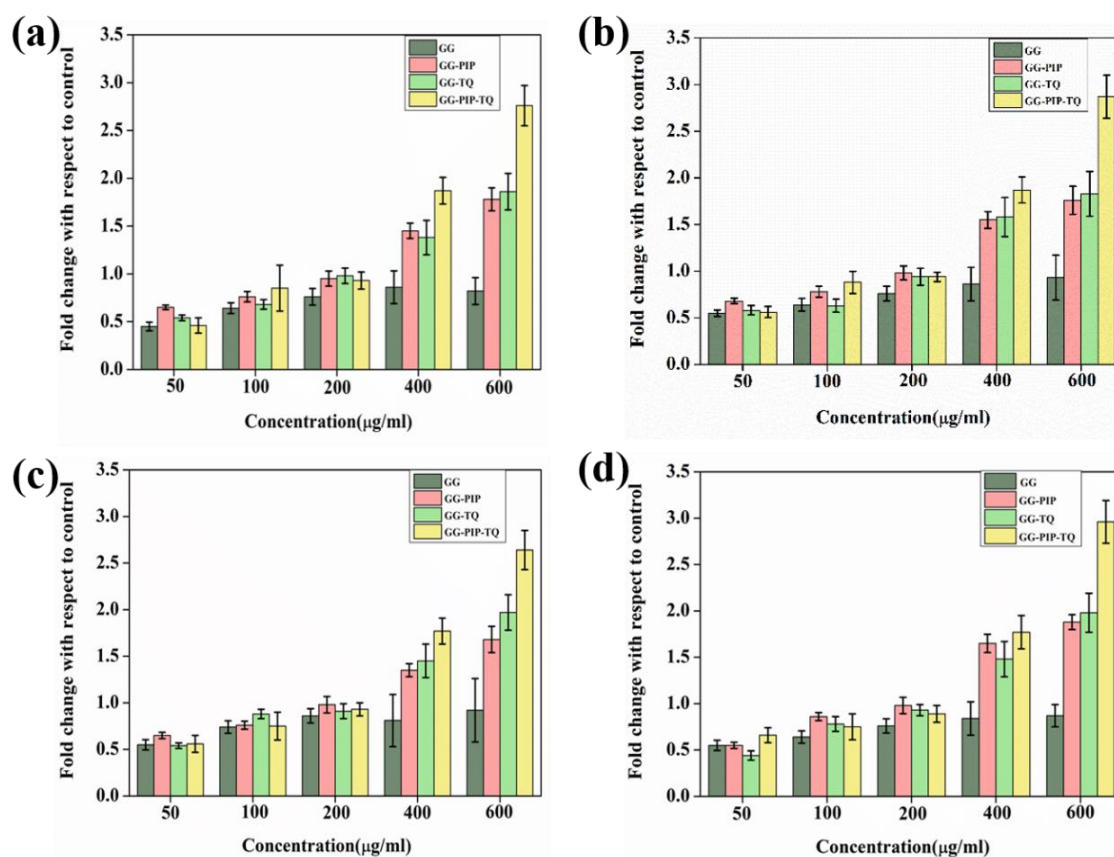 (a)
3.5
3.0
2.5
2.0
1.5
1.0
0.5
0.0
Fold change with respect to control
GG
GG-PIP
GG-TQ
GG-PIP-TQ
50 100 200 400 600
Concentration(μg/ml)
(b)
3.5
3.0
2.5
2.0
1.5
1.0
0.5
0.0
Fold change with respect to control
GG
GG-PIP
GG-TQ
GG-PIP-TQ
50 100 200 400 600
Concentration(μg/ml)
(c)
3.5
3.0
2.5
2.0
1.5
1.0
0.5
0.0
Fold change with respect to control
GG
GG-PIP
GG-TQ
GG-PIP-TQ
50 100 200 400 600
Concentration(μg/ml)
(d)
3.5
3.0
2.5
2.0
1.5
1.0
0.5
0.0
Fold change with respect to control
GG
GG-PIP
GG-TQ
GG-PIP-TQ
50 100 200 400 600
Concentration(μg/ml)